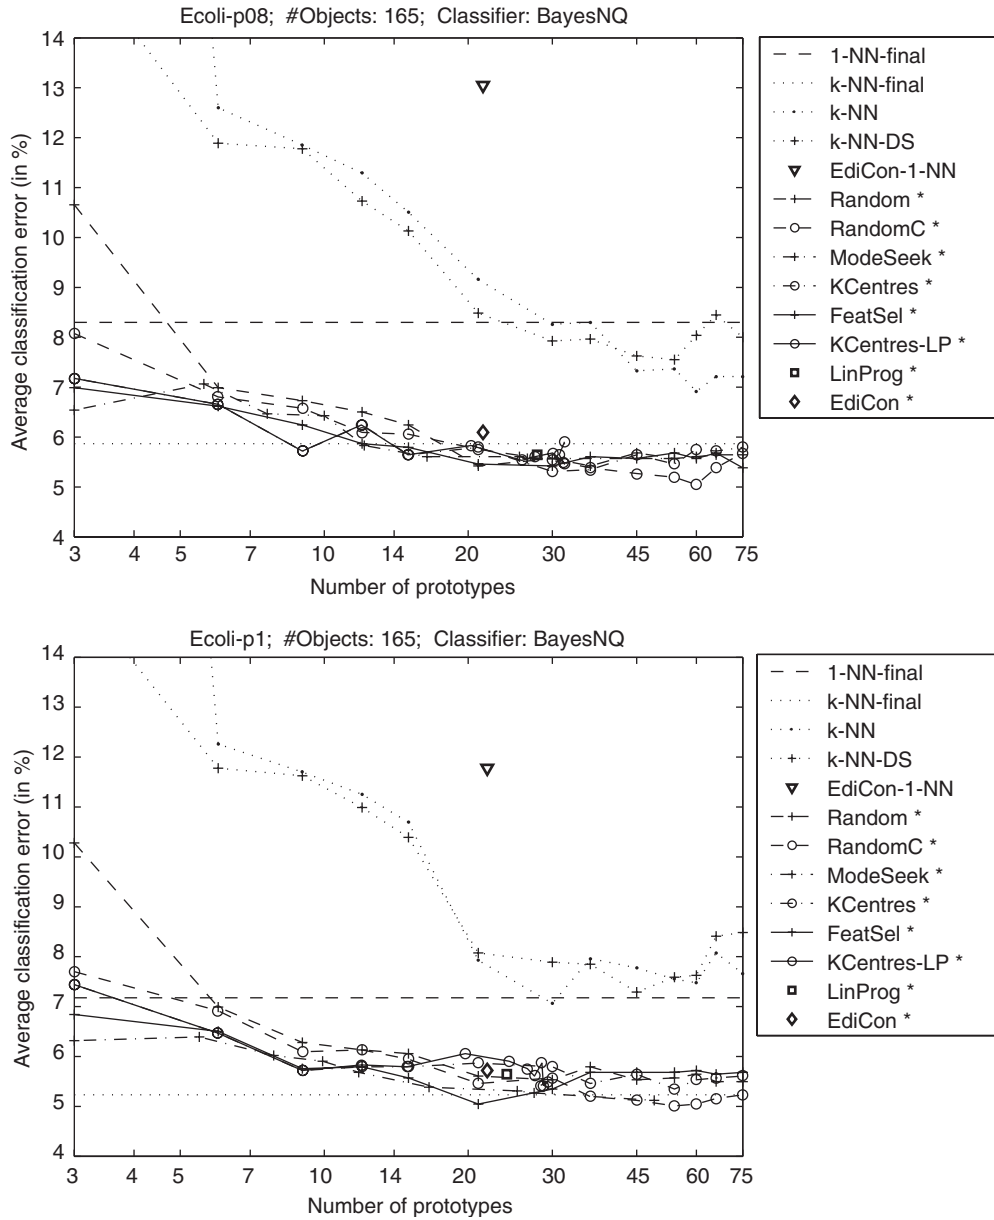 Ecoli-p08; #Objects: 165; Classifier: BayesNQ
14
13
12
11
10
9
8
7
6
5
4
Average classification error (in %)
3
4
5
7
10
14
20
30
45
60
75
Number of prototypes
1-NN-final
k-NN-final
k-NN
k-NN-DS
EdiCon-1-NN
Random *
RandomC *
ModeSeek *
KCentres *
FeatSel *
KCentres-LP *
LinProg *
EdiCon *
Ecoli-p1; #Objects: 165; Classifier: BayesNQ
14
13
12
11
10
9
8
7
6
5
4
Average classification error (in %)
3
4
5
7
10
14
20
30
45
60
75
Number of prototypes
1-NN-final
k-NN-final
k-NN
k-NN-DS
EdiCon-1-NN
Random *
RandomC *
ModeSeek *
KCentres *
FeatSel *
KCentres-LP *
LinProg *
EdiCon *